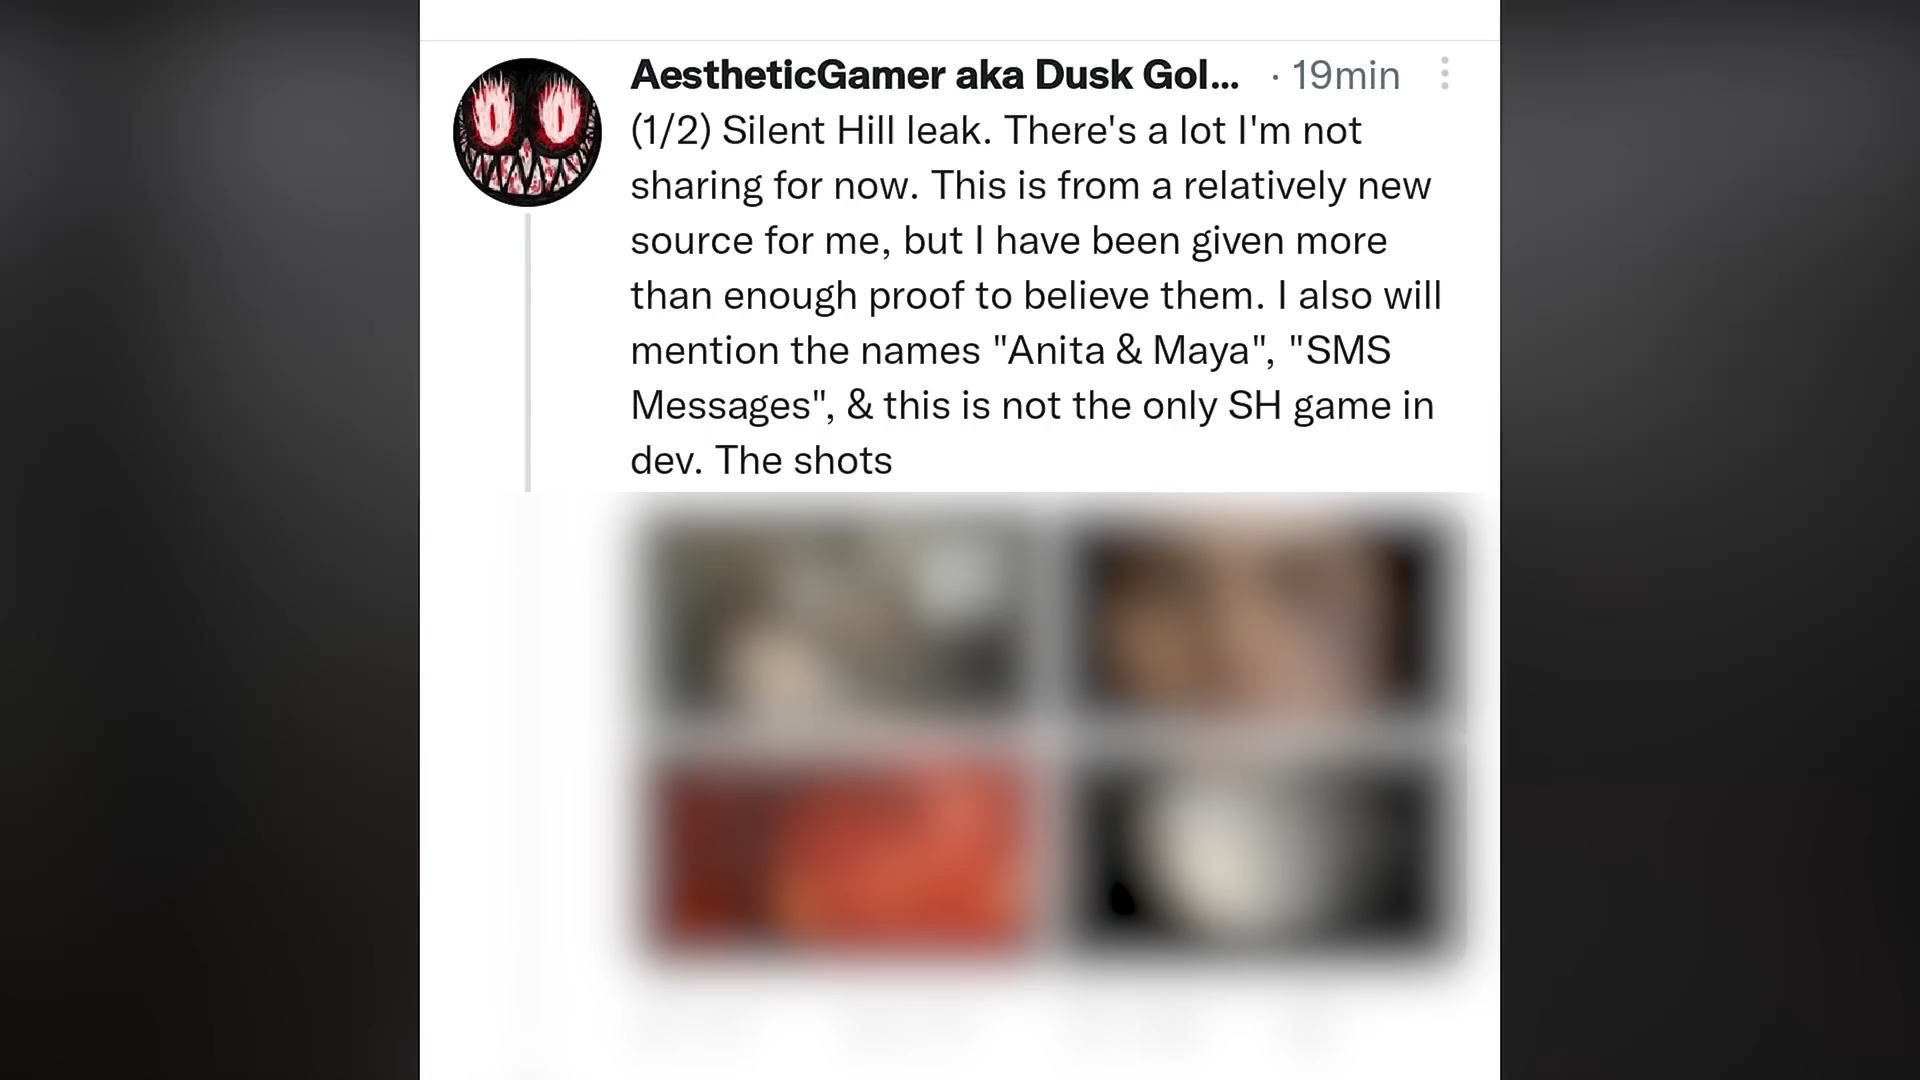 AestheticGamer aka Dusk Gol... · 19min
(1/2) Silent Hill leak. There's a lot I'm not
sharing for now. This is from a relatively new
source for me, but I have been given more
than enough proof to believe them. I also will
mention the names "Anita & Maya", "SMS
Messages", & this is not the only SH game in
dev. The shots